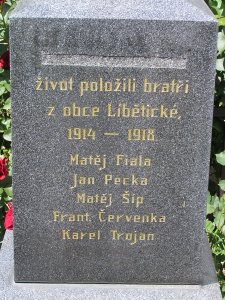 život položili bratři
z obce Libětické,
1914 — 1918.
Matěj Fiala
Jan Pecka
Matěj Šíp
Frant. Červenka
Karel Trojan